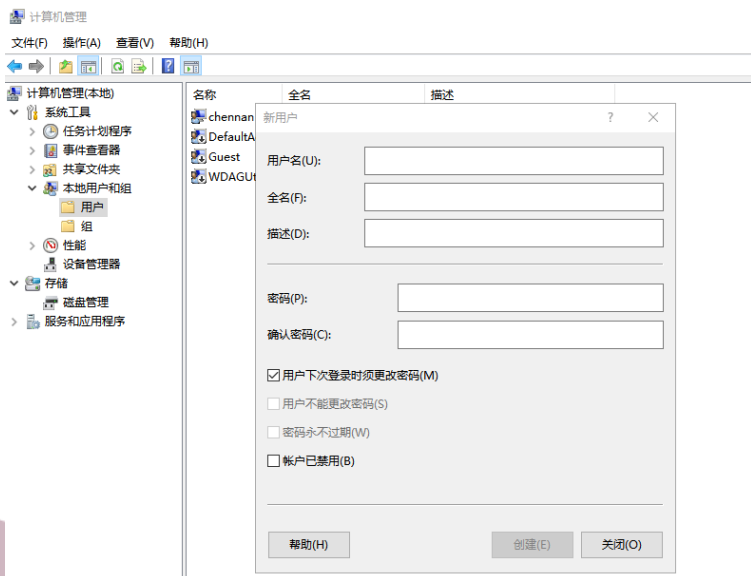 计算机管理
文件(F) 操作(A) 查看(V) 帮助(H)
计算机管理(本地)
系统工具
任务计划程序
事件查看器
共享文件夹
本地用户和组
用户
组
性能
设备管理器
存储
磁盘管理
服务和应用程序
名称 全名 描述
chennan
DefaultA
Guest
WDAGUt
新用户
用户名(U):
全名(F):
描述(D):
密码(P):
确认密码(C):
用户下次登录时须更改密码(M)
用户不能更改密码(S)
密码永不过期(W)
帐户已禁用(B)
帮助(H) 创建(E) 关闭(O)